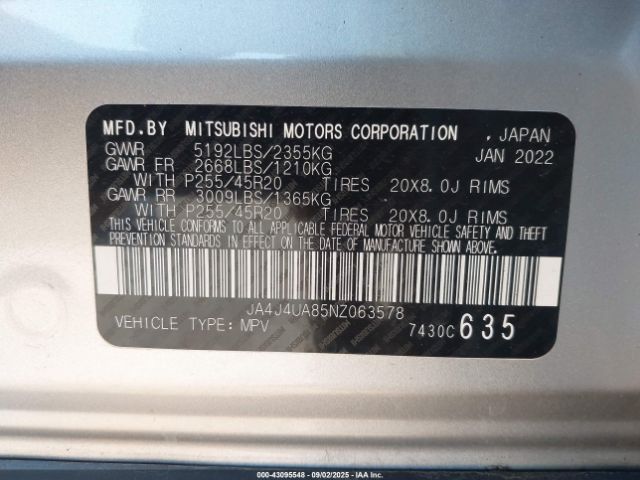 MFD.BY MITSUBISHI MOTORS CORPORATION , JAPAN
GVWR 5192LBS/2355KG JAN 2022
GAWR FR 2668LBS/1210KG
WITH P255/45R20 TIRES 20X8.0J RIMS
GAWR RR 3009LBS/1365KG
WITH P255/45R20 TIRES 20X8.0J RIMS
THIS VEHICLE CONFORMS TO ALL APPLICABLE FEDERAL MOTOR VEHICLE SAFETY AND THEFT
PREVENTION STANDARDS IN EFFECT ON THE DATE OF MANUFACTURE SHOWN ABOVE.
JA4J4UA85NZ063578
VEHICLE TYPE: MPV 7430C 635
© 43095548 - 09/02/2025 - IAA, Inc.